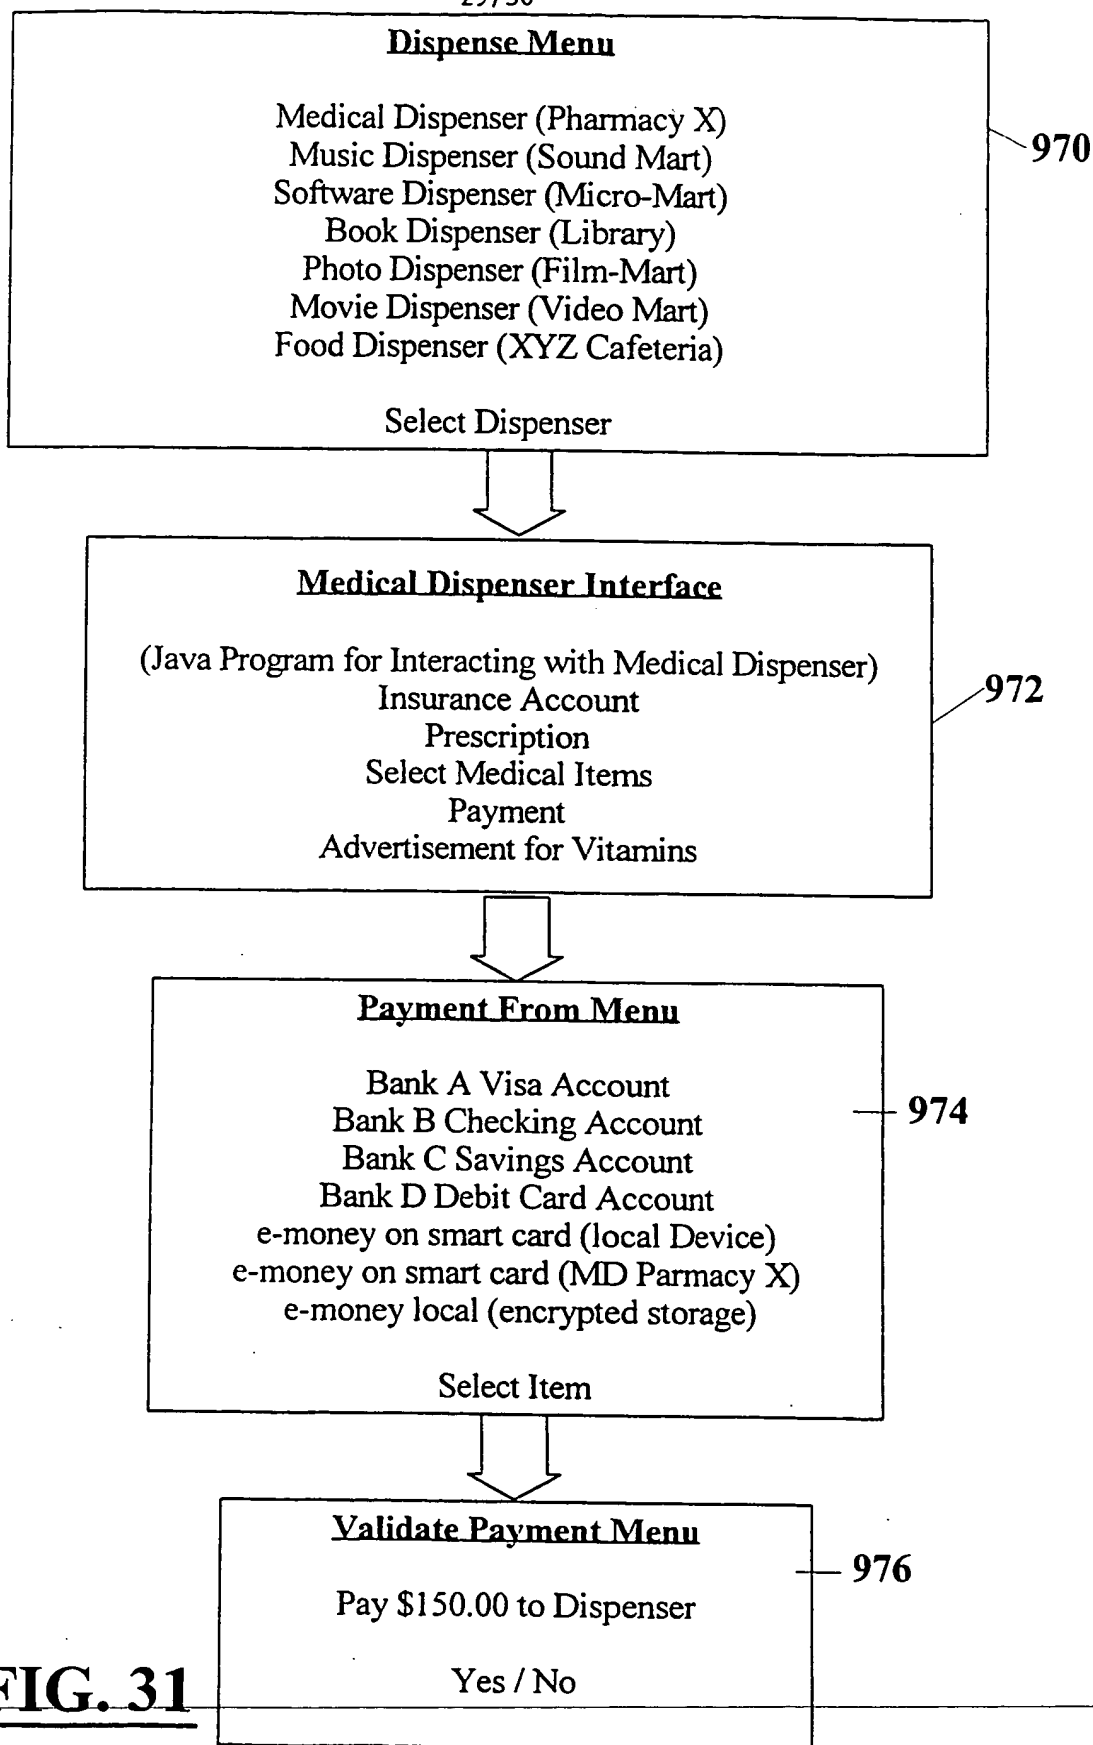 29/30
Dispense Menu
Medical Dispenser (Pharmacy X)
Music Dispenser (Sound Mart)
Software Dispenser (Micro-Mart)
Book Dispenser (Library)
Photo Dispenser (Film-Mart)
Movie Dispenser (Video Mart)
Food Dispenser (XYZ Cafeteria)
Select Dispenser
970
Medical Dispenser Interface
(Java Program for Interacting with Medical Dispenser)
Insurance Account
Prescription
Select Medical Items
Payment
Advertisement for Vitamins
972
Payment From Menu
Bank A Visa Account
Bank B Checking Account
Bank C Savings Account
Bank D Debit Card Account
e-money on smart card (local Device)
e-money on smart card (MD Parmacy X)
e-money local (encrypted storage)
Select Item
974
Validate Payment Menu
Pay $150.00 to Dispenser
Yes / No
976
FIG. 31